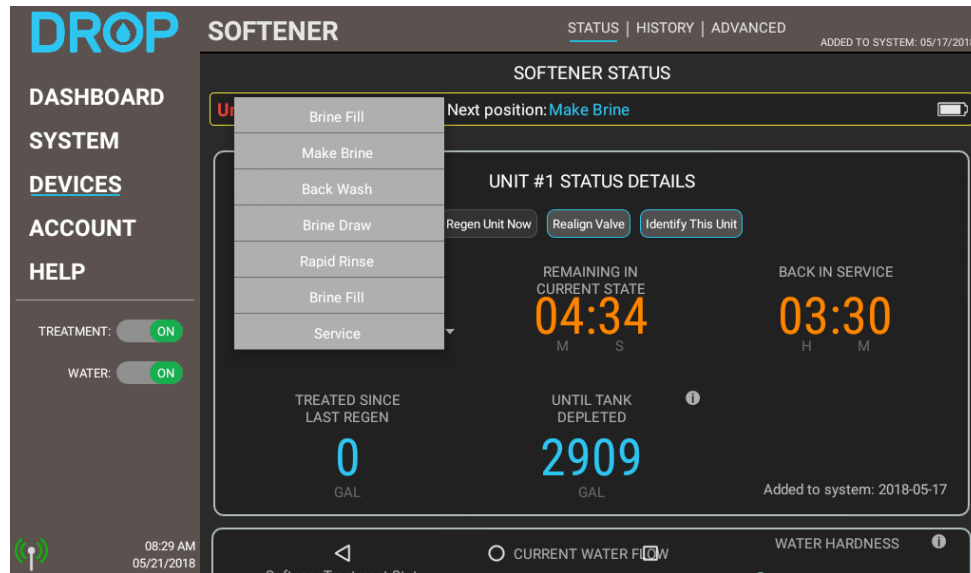 DROP
SOFTENER
STATUS | HISTORY | ADVANCED
ADDED TO SYSTEM: 05/17/201
DASHBOARD
SYSTEM
DEVICES
ACCOUNT
HELP
TREATMENT: ON
WATER: ON
08:29 AM
05/21/2018
SOFTENER STATUS
Next position: Make Brine
Brine Fill
Make Brine
Back Wash
Brine Draw
Rapid Rinse
Brine Fill
Service
UNIT #1 STATUS DETAILS
Regen Unit Now Realign Valve Identify This Unit
REMAINING IN
CURRENT STATE
04:34
M S
BACK IN SERVICE
03:30
H M
TREATED SINCE
LAST REGEN
0
GAL
UNTIL TANK
DEPLETED
2909
GAL
Added to system: 2018-05-17
CURRENT WATER FLOW
WATER HARDNESS